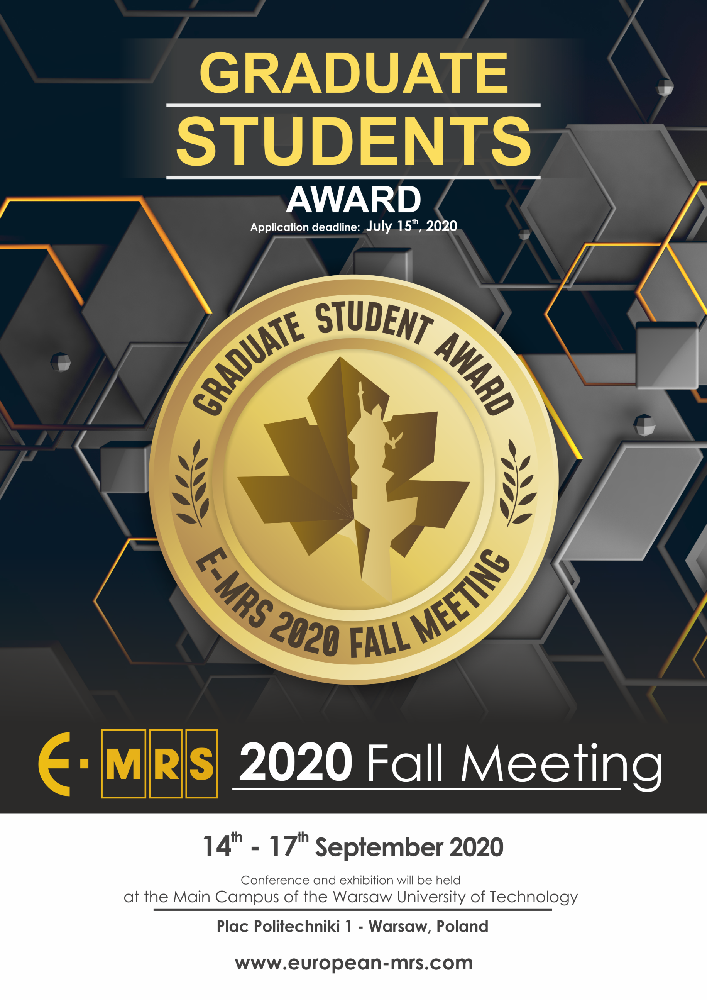 GRADUATE
STUDENTS
AWARD
Application deadline: July 15th, 2020
GRADUATE STUDENT AWARD
E-MRS 2020 FALL MEETING
E-MRS 2020 Fall Meeting
14th - 17th September 2020
Conference and exhibition will be held
at the Main Campus of the Warsaw University of Technology
Plac Politechniki 1 - Warsaw, Poland
www.european-mrs.com